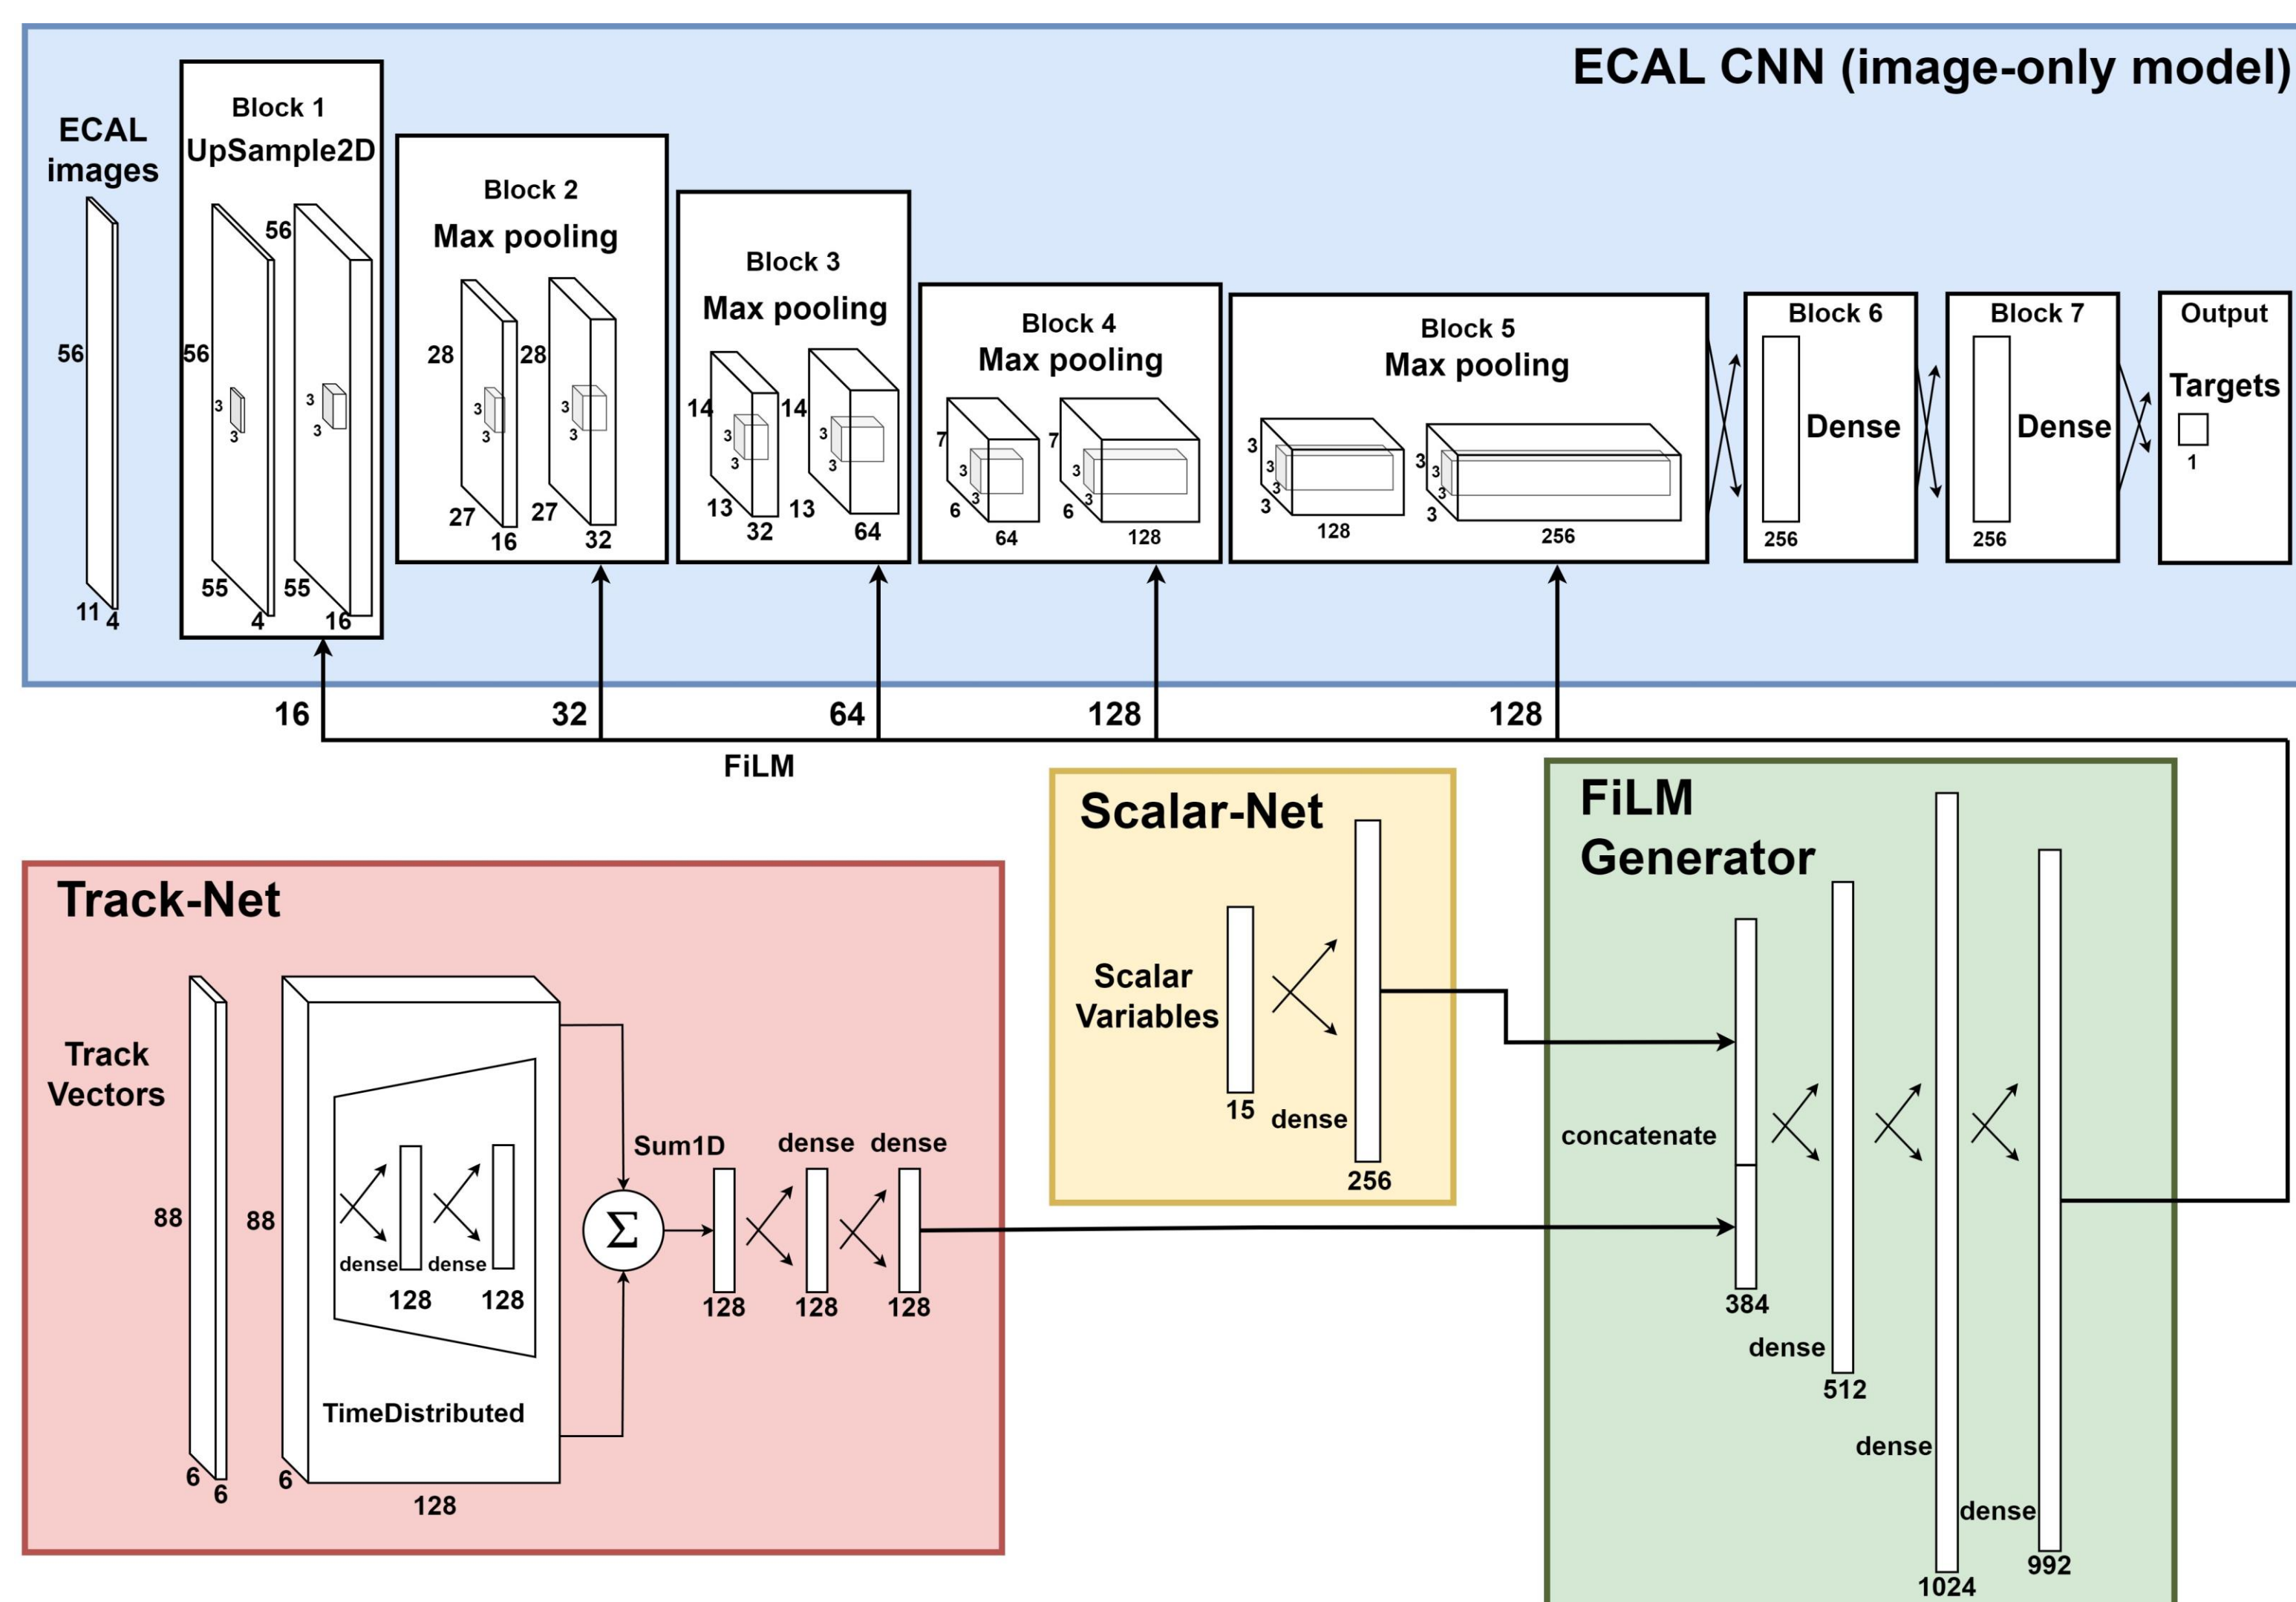 ECAL CNN (image-only model)
ECAL
images
56
11 4
Block 1
UpSample2D
56
56
3
3
3
3
55
55
4
16
Block 2
Max pooling
28
28
3
3
3
3
27
27
16
32
Block 3
Max pooling
14
14
3
3
3
3
13
13
32
64
Block 4
Max pooling
7
7
3
3
3
3
6
6
64
128
Block 5
Max pooling
3
3
3
3
3
3
3
3
128
256
Block 6
Dense
256
Block 7
Dense
256
Output
Targets
1
16
32
64
128
128
FiLM
Track-Net
Track
Vectors
88
6
6
88
dense
dense
128
128
TimeDistributed
6
128
Σ
Sum1D
dense
dense
128
128
128
Scalar-Net
Scalar
Variables
15
dense
256
FiLM
Generator
concatenate
384
dense
512
dense
1024
dense
992